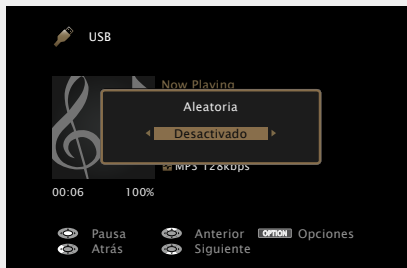 USB
Now Playing
Aleatoria
Desactivado
MP3 128kbps
00:06 100%
Pausa Anterior OPTION Opciones
Atrás Siguiente